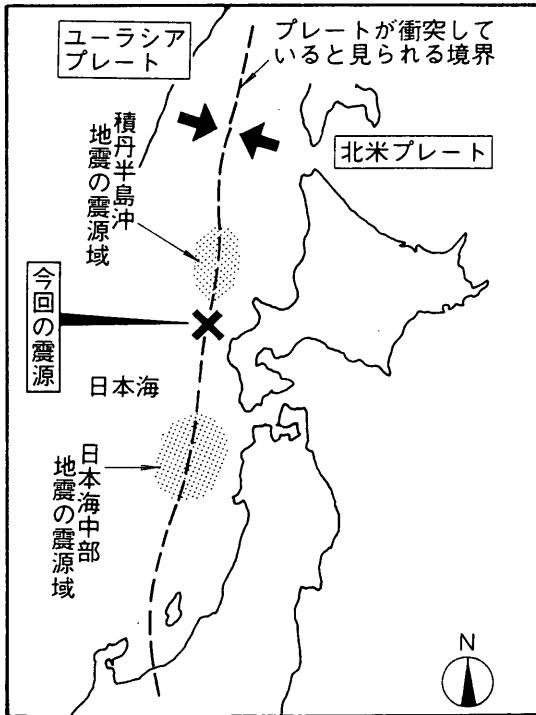 ユーラシア
プレート
プレートが衝突して
いると見られる境界
北米プレート
積丹半島沖
地震の震源域
今回の震源
日本海
日本海中部
地震の震源域
N